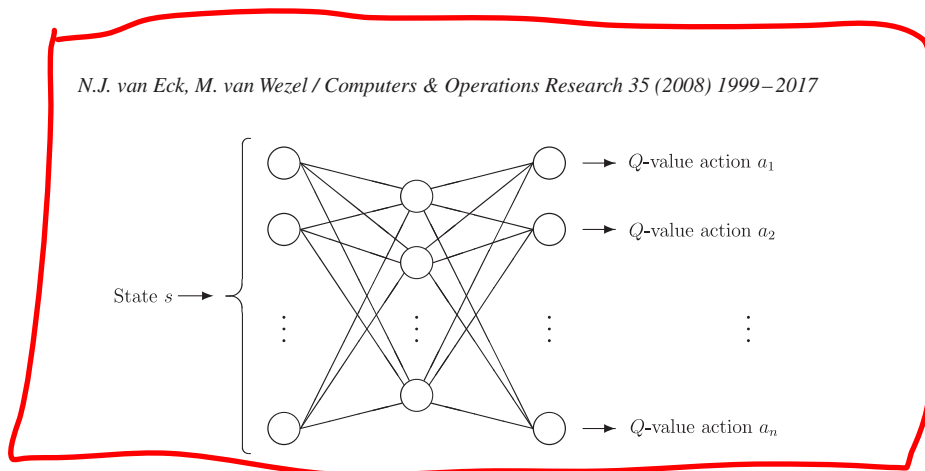 N.J. van Eck, M. van Wezel / Computers & Operations Research 35 (2008) 1999–2017
Q-value action a₁
Q-value action a₂
State s
Q-value action aₙ